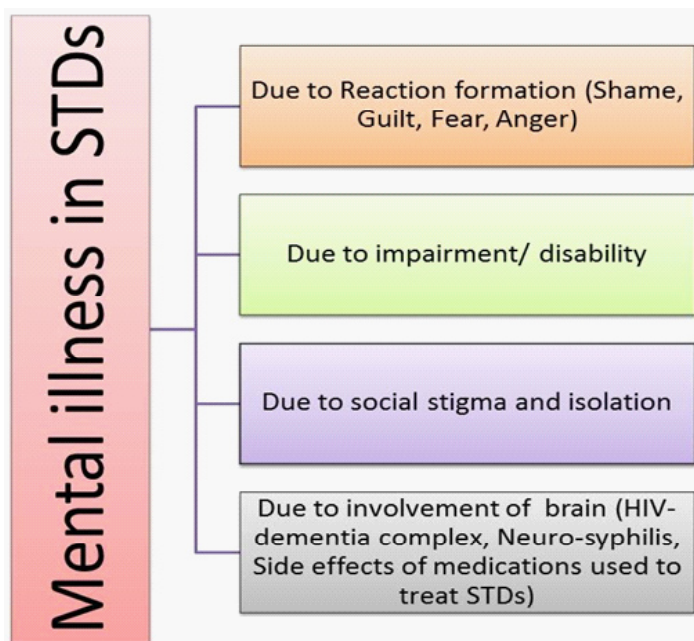 Mental illness in STDs
Due to Reaction formation (Shame,
Guilt, Fear, Anger)
Due to impairment/ disability
Due to social stigma and isolation
Due to involvement of brain (HIV-
dementia complex, Neuro-syphilis,
Side effects of medications used to
treat STDs)